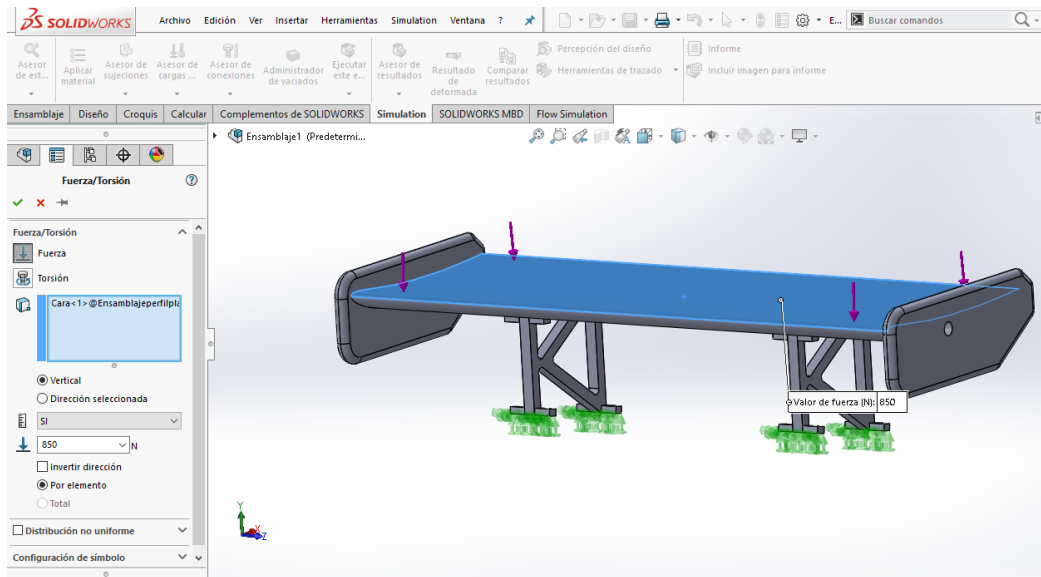 SOLIDWORKS Archivo Edición Ver Insertar Herramientas Simulation Ventana ? E... Buscar comandos
Asesor de est...
Aplicar material
Asesor de sujeciones
Asesor de cargas ...
Asesor de conexiones
Administrador de vaciados
Ejecutar este e...
Asesor de resultados
Resultado de deformada
Comparar resultados
Percepción del diseño
Herramientas de trazado
Informe
Incluir imagen para informe
Ensamblaje Diseño Croquis Calcular Complementos de SOLIDWORKS Simulation SOLIDWORKS MBD Flow Simulation
Ensamblaje1 (Predetermi...
Fuerza/Torsión
Fuerza/Torsión
Fuerza
Torsión
Cara<1>@Ensamblajeperfilpla
Vertical
Dirección seleccionada
SI
850 N
Invertir dirección
Por elemento
Total
Distribución no uniforme
Configuración de símbolo
Valor de fuerza (N): 850
Y
X
Z